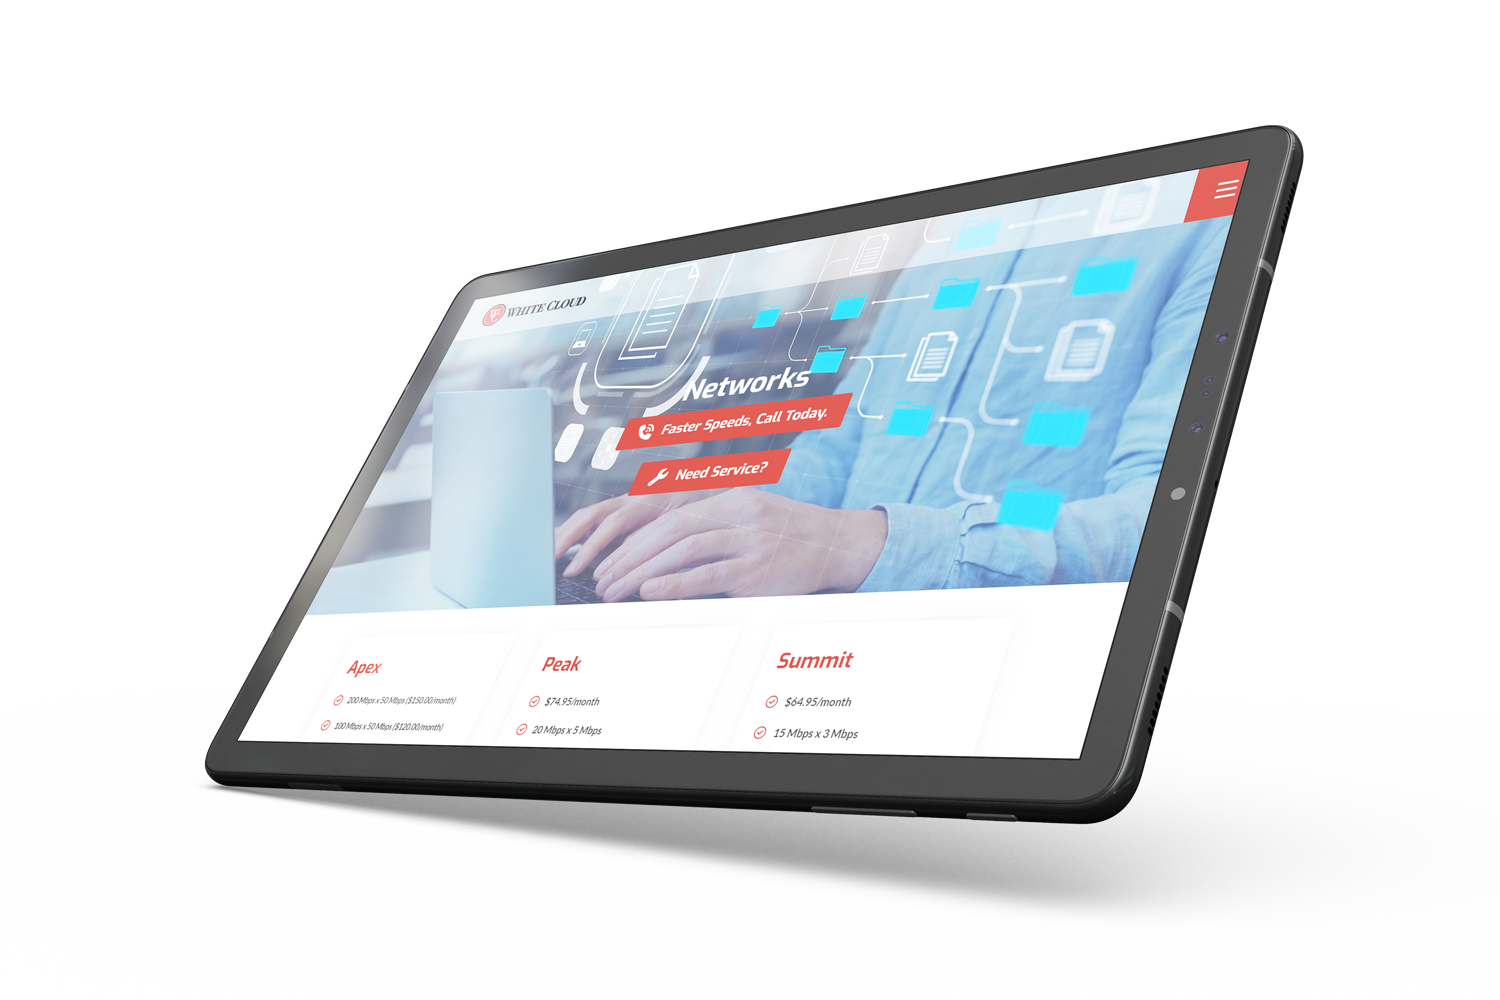 WHITE CLOUD
Networks
Faster Speeds, Call Today.
Need Service?
Apex
200 Mbps x 50 Mbps ($150.00/month)
100 Mbps x 50 Mbps ($120.00/month)
Peak
$74.95/month
20 Mbps x 5 Mbps
Summit
$64.95/month
15 Mbps x 3 Mbps